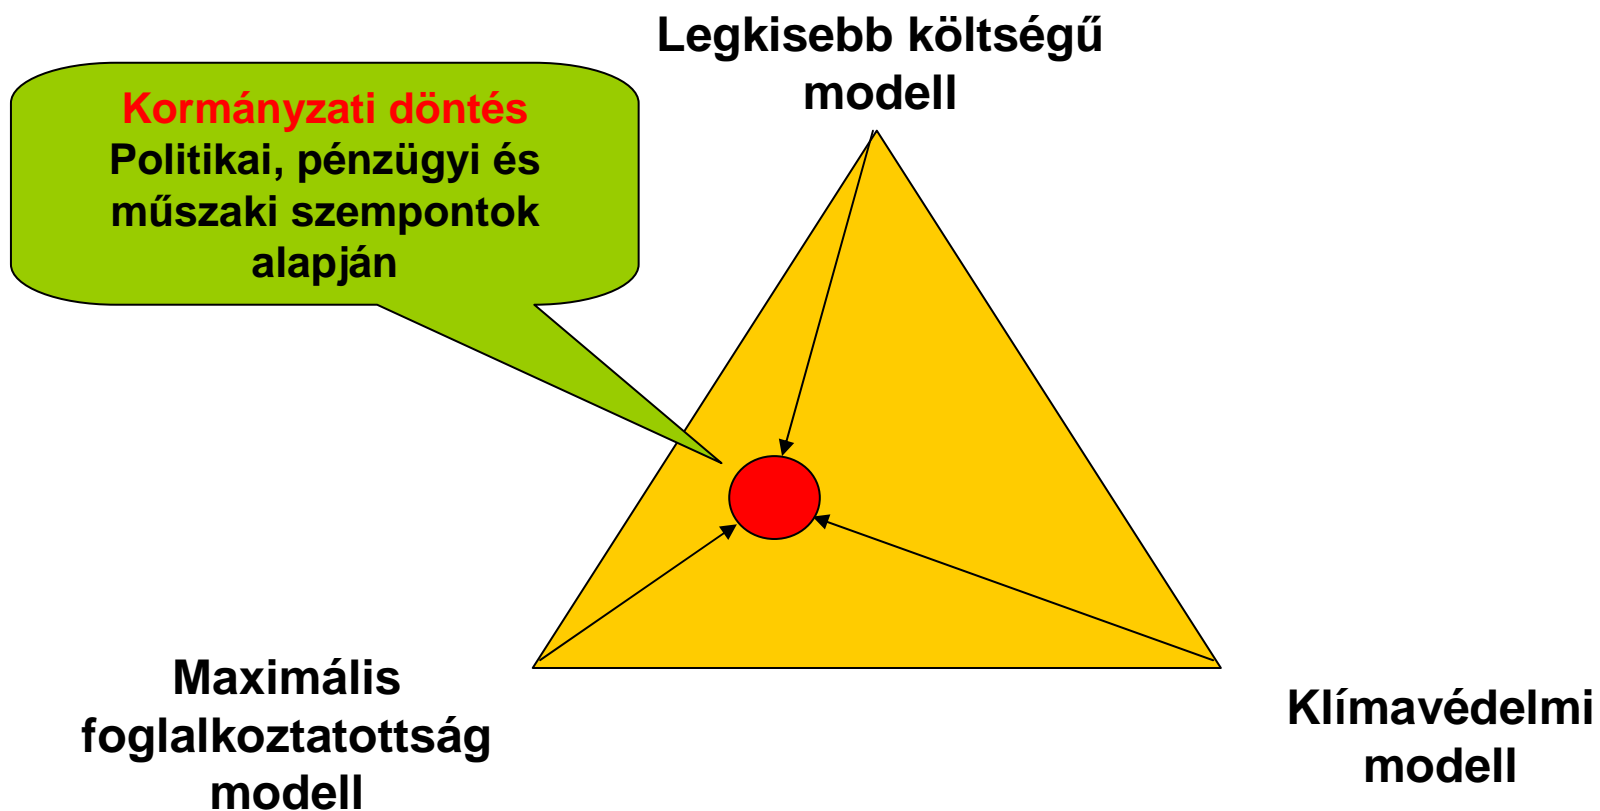 Legkisebb költségű
modell
Kormányzati döntés
Politikai, pénzügyi és
műszaki szempontok
alapján
Maximális
foglalkoztatottság
modell
Klímavédelmi
modell